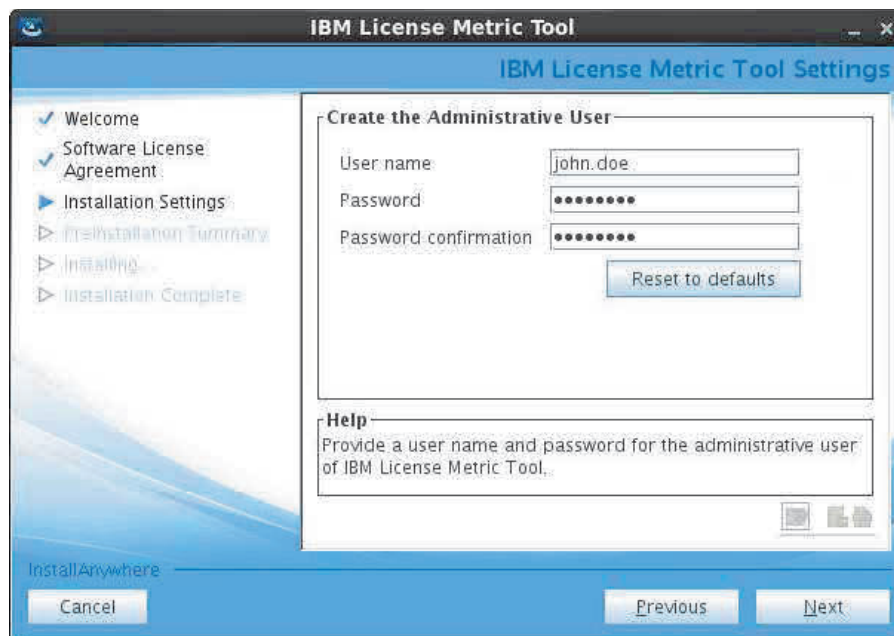 IBM License Metric Tool
IBM License Metric Tool Settings
Welcome
Software License
Agreement
Installation Settings
Preinstallation Summary
Installing...
Installation Complete
Create the Administrative User
User name
john.doe
Password
••••••••
Password confirmation
••••••••
Reset to defaults
Help
Provide a user name and password for the administrative user
of IBM License Metric Tool.
InstallAnywhere
Cancel
Previous
Next